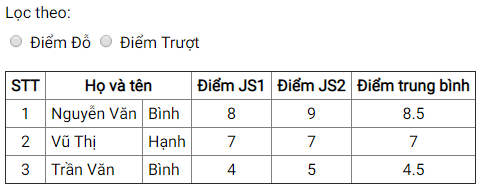 Lọc theo:
Điểm Đỗ Điểm Trượt
STT Họ và tên Điểm JS1 Điểm JS2 Điểm trung bình
1 Nguyễn Văn Bình 8 9 8.5
2 Vũ Thị Hạnh 7 7 7
3 Trần Văn Bình 4 5 4.5